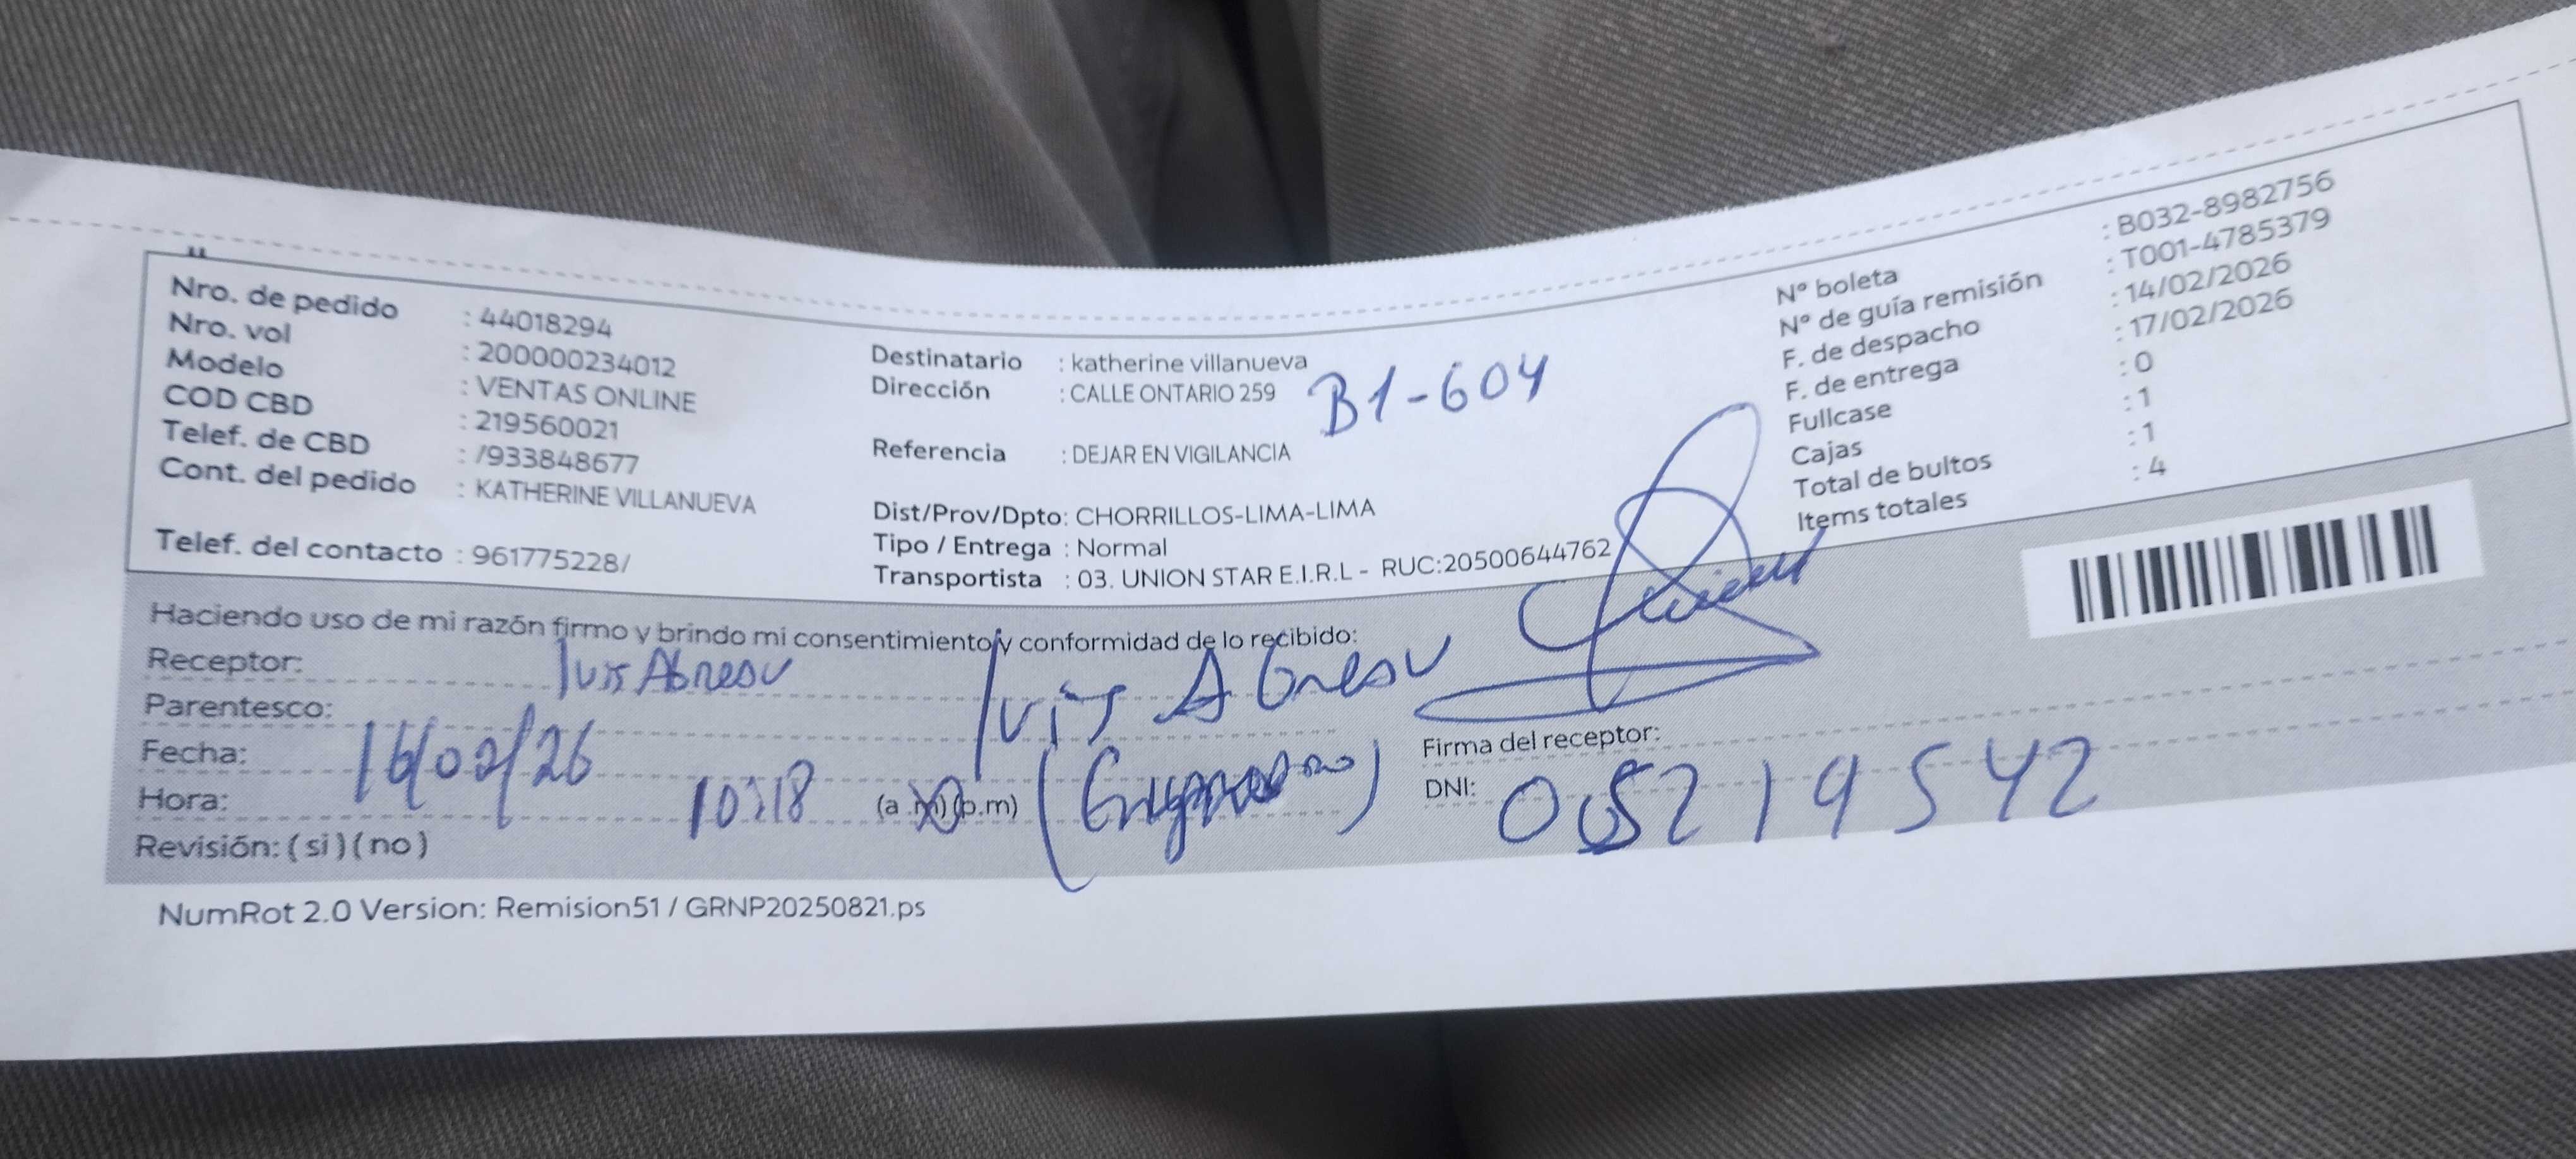 Nro. de pedido : 44018294
Nro. vol : 200000234012
Modelo : VENTAS ONLINE
COD CBD : 219560021
Telef. de CBD : /933848677
Cont. del pedido : KATHERINE VILLANUEVA
Telef. del contacto : 961775228/
Destinatario : katherine villanueva
Dirección : CALLE ONTARIO 259 B1-604
Referencia : DEJAR EN VIGILANCIA
Dist/Prov/Dpto: CHORRILLOS-LIMA-LIMA
Tipo / Entrega : Normal
Transportista : 03. UNION STAR E.I.R.L - RUC:20500644762
N° boleta : B032-8982756
N° de guía remisión : T001-4785379
F. de despacho : 14/02/2026
F. de entrega : 17/02/2026
Fullcase : 0
Cajas : 1
Total de bultos : 1
Items totales : 4
Haciendo uso de mi razón firmo y brindo mi consentimiento y conformidad de lo recibido:
Receptor: luis Abreu
luis Abreu
Parentesco:
Fecha: 16/02/26
Hora: 10:18 (a.m)(p.m)
Revisión: (si)(no)
Firma del receptor:
DNI: 005219542
NumRot 2.0 Version: Remision51 / GRNP20250821.ps